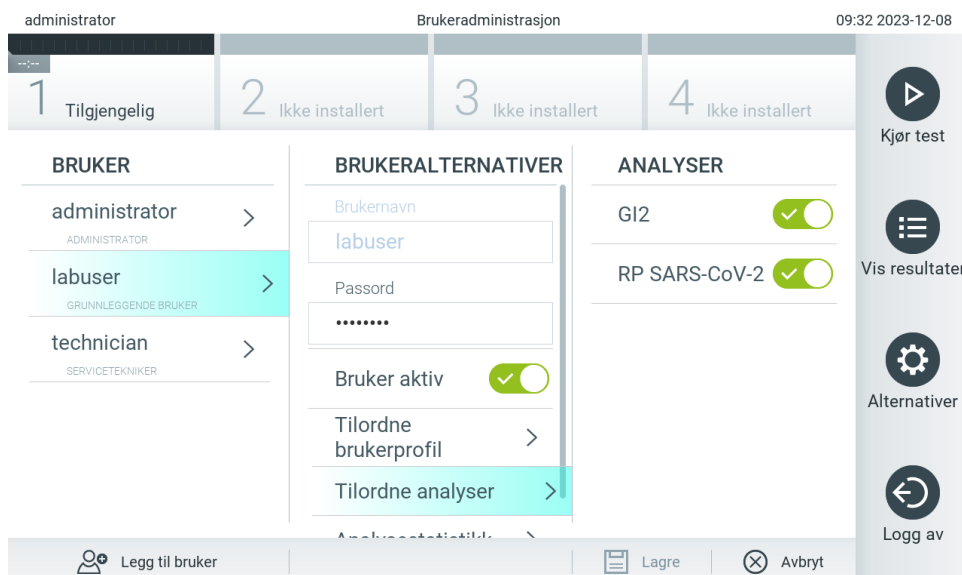 administrator
Brukeradministrasjon
09:32 2023-12-08
--:--
1 Tilgjengelig
2 Ikke installert
3 Ikke installert
4 Ikke installert
Kjør test
BRUKER
administrator
ADMINISTRATOR
labuser
GRUNNLEGGENDE BRUKER
technician
SERVICETEKNIKER
BRUKERALTERNATIVER
Brukernavn
labuser
Passord
••••••••
Bruker aktiv
Tilordne
brukerprofil
Tilordne analyser
Analysestatistikk
ANALYSER
GI2
RP SARS-CoV-2
Vis resultater
Alternativer
Logg av
Legg til bruker
Lagre
Avbryt